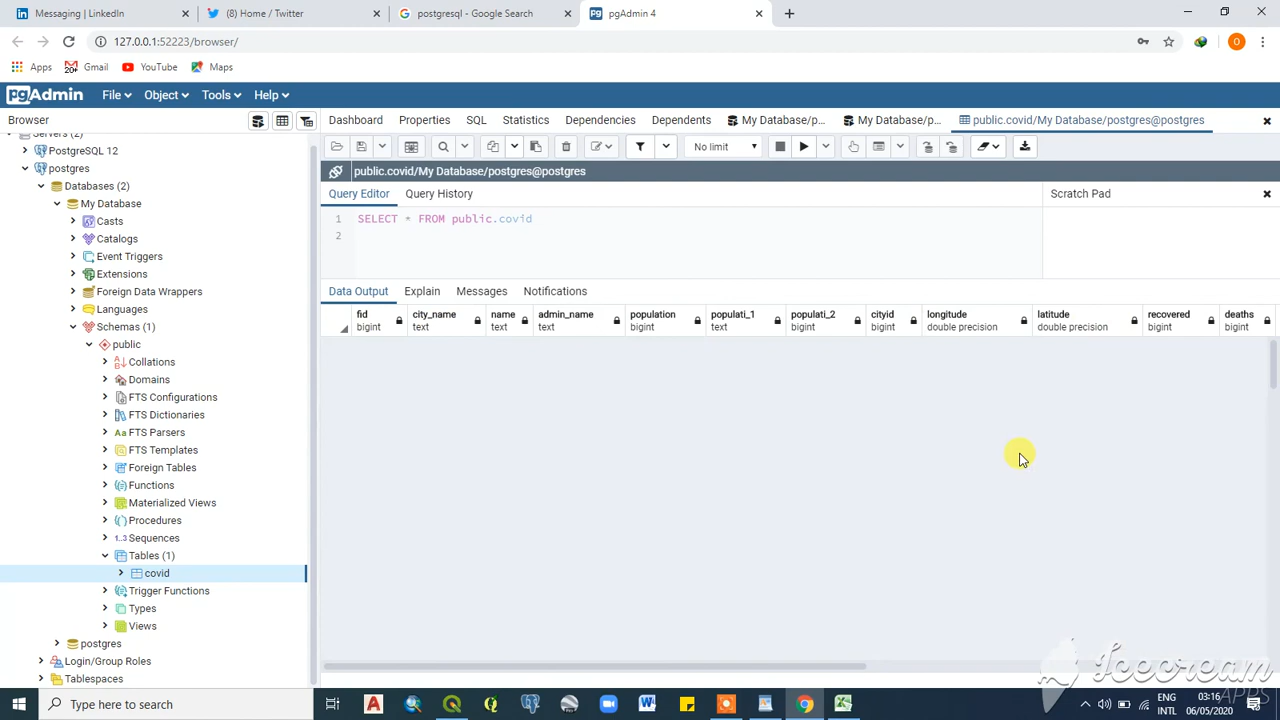 Messaging | LinkedIn
(8) Home / Twitter
postgresql - Google Search
pgAdmin 4
127.0.0.1:52223/browser/
Apps
Gmail
YouTube
Maps
pgAdmin
File
Object
Tools
Help
Browser
Dashboard
Properties
SQL
Statistics
Dependencies
Dependents
My Database/p...
My Database/p...
public.covid/My Database/postgres@postgres
Servers (2)
PostgreSQL 12
postgres
Databases (2)
My Database
Casts
Catalogs
Event Triggers
Extensions
Foreign Data Wrappers
Languages
Schemas (1)
public
Collations
Domains
FTS Configurations
FTS Dictionaries
FTS Parsers
FTS Templates
Foreign Tables
Functions
Materialized Views
Procedures
1..3 Sequences
Tables (1)
covid
Trigger Functions
Types
Views
postgres
Login/Group Roles
Tablespaces
No limit
public.covid/My Database/postgres@postgres
Query Editor
Query History
Scratch Pad
1 SELECT * FROM public.covid
2
Data Output
Explain
Messages
Notifications
fid
bigint
city_name
text
name
text
admin_name
text
population
bigint
populati_1
text
populati_2
bigint
cityid
bigint
longitude
double precision
latitude
double precision
recovered
bigint
deaths
bigint
Icecream
APPS
Type here to search
ENG
INTL
03:16
06/05/2020